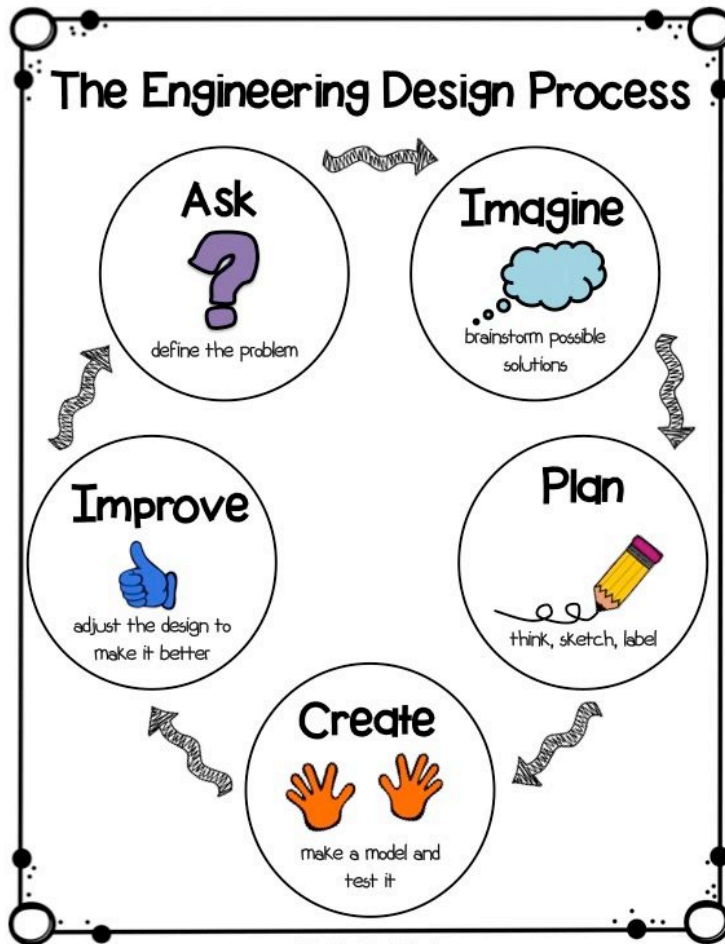 The Engineering Design Process
Ask
define the problem
Imagine
brainstorm possible
solutions
Plan
think, sketch, label
Create
make a model and
test it
Improve
adjust the design to
make it better